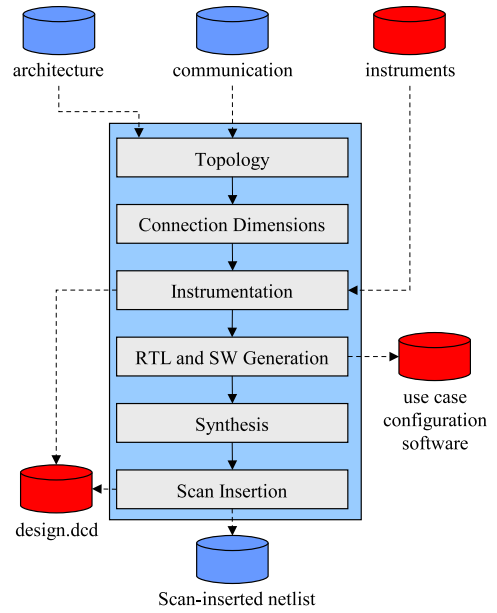 architecture
communication
instruments
Topology
Connection Dimensions
Instrumentation
RTL and SW Generation
use case
configuration
software
Synthesis
Scan Insertion
design.dcd
Scan-inserted netlist